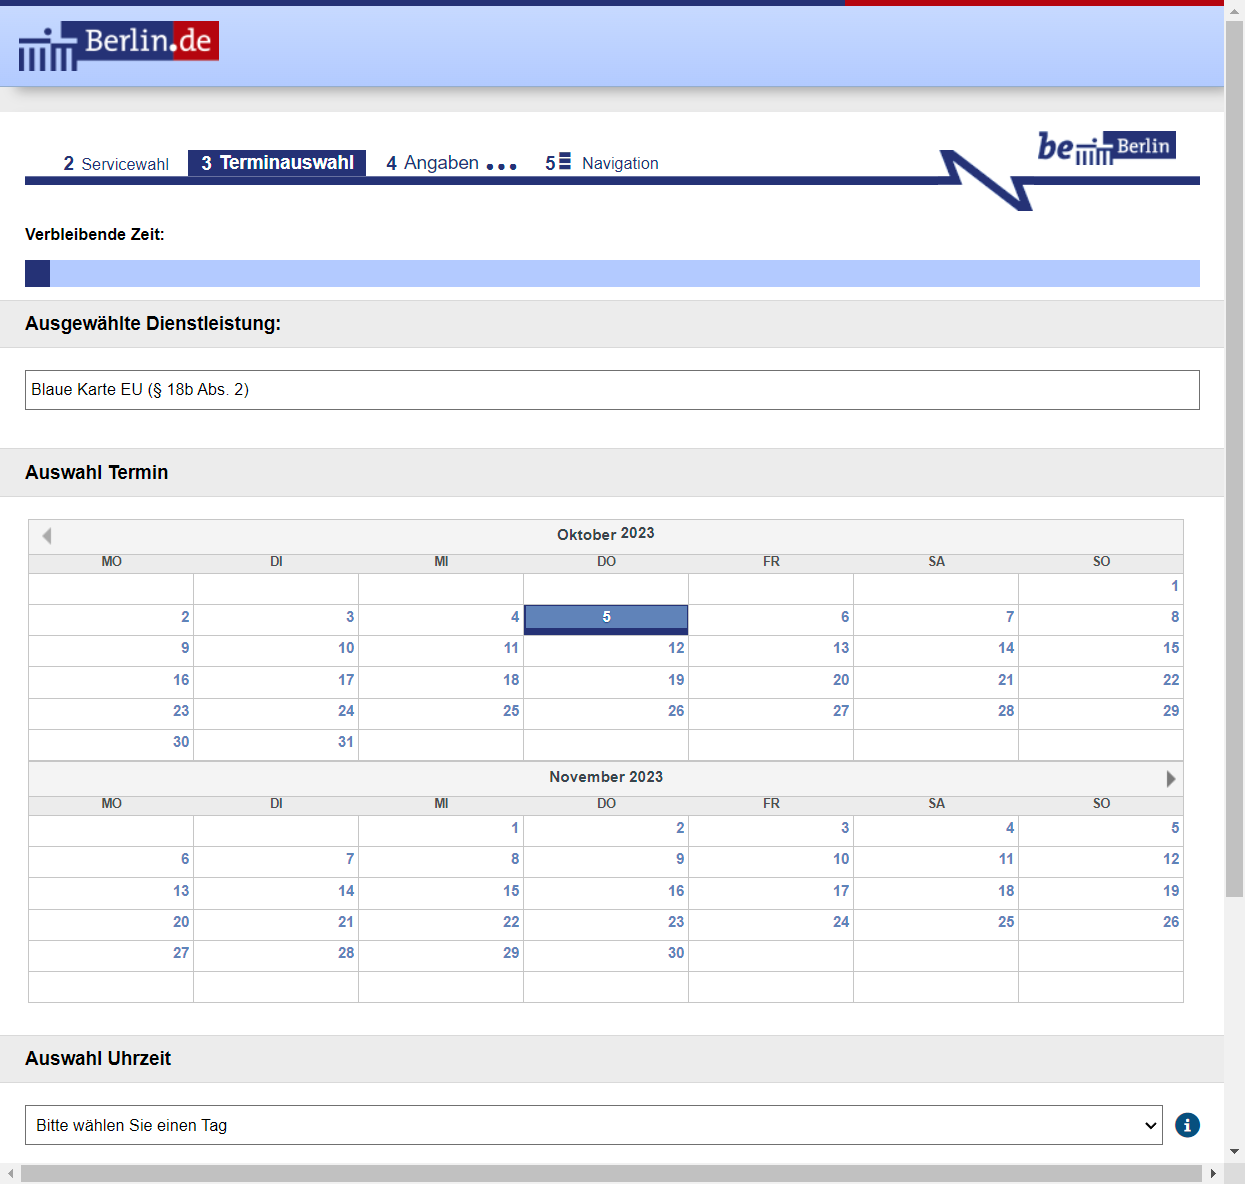 Berlin.de
be Berlin
2 Servicewahl 3 Terminauswahl 4 Angaben ... 5 Navigation
Verbleibende Zeit:
Ausgewählte Dienstleistung:
Blaue Karte EU (§ 18b Abs. 2)
Auswahl Termin
Oktober 2023
MO DI MI DO FR SA SO
1
2 3 4 5 6 7 8
9 10 11 12 13 14 15
16 17 18 19 20 21 22
23 24 25 26 27 28 29
30 31
November 2023
MO DI MI DO FR SA SO
1 2 3 4 5
6 7 8 9 10 11 12
13 14 15 16 17 18 19
20 21 22 23 24 25 26
27 28 29 30
Auswahl Uhrzeit
Bitte wählen Sie einen Tag